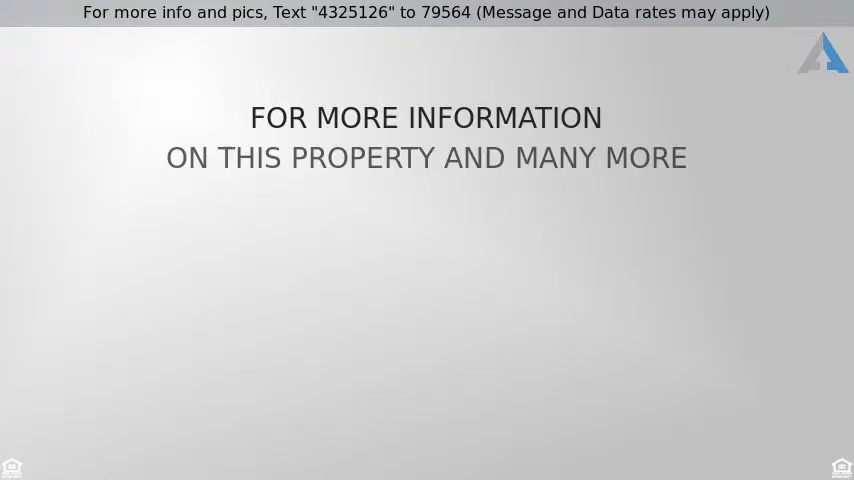 For more info and pics, Text "4325126" to 79564 (Message and Data rates may apply)
FOR MORE INFORMATION
ON THIS PROPERTY AND MANY MORE